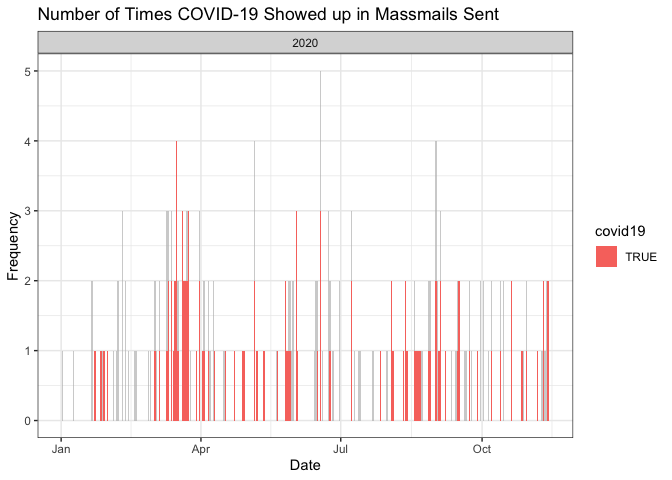 Number of Times COVID-19 Showed up in Massmails Sent
2020
5
4
3
2
1
0
Frequency
Jan Apr Jul Oct
Date
covid19
TRUE